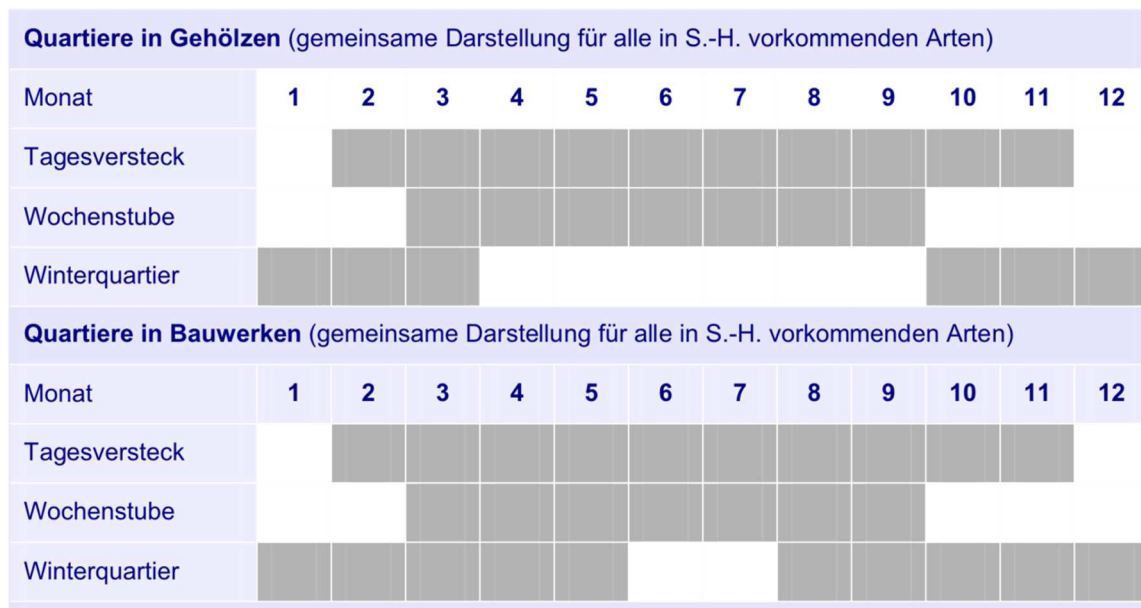 Quartiere in Gehölzen (gemeinsame Darstellung für alle in S.-H. vorkommenden Arten)
Monat 1 2 3 4 5 6 7 8 9 10 11 12
Tagesversteck
Wochenstube
Winterquartier
Quartiere in Bauwerken (gemeinsame Darstellung für alle in S.-H. vorkommenden Arten)
Monat 1 2 3 4 5 6 7 8 9 10 11 12
Tagesversteck
Wochenstube
Winterquartier